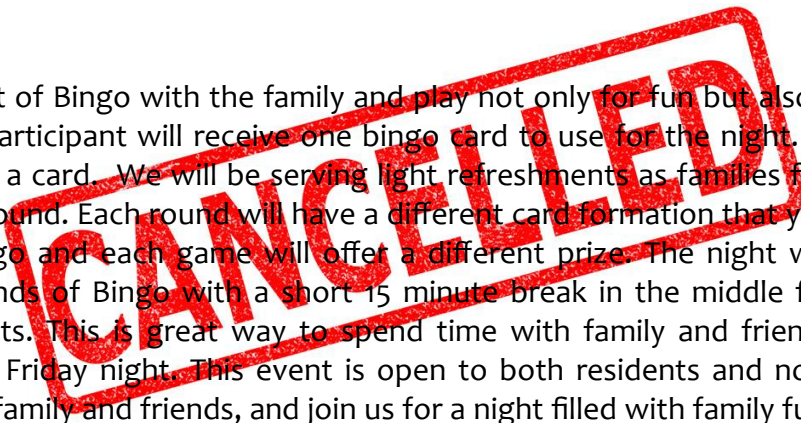 t of Bingo with the family and play not only for fun but also
articipant will receive one bingo card to use for the night.
a card. We will be serving light refreshments as families f
ound. Each round will have a different card formation that y
go and each game will offer a different prize. The night w
nds of Bingo with a short 15 minute break in the middle f
ts. This is great way to spend time with family and frien
Friday night. This event is open to both residents and no
family and friends, and join us for a night filled with family fu
CANCELLED